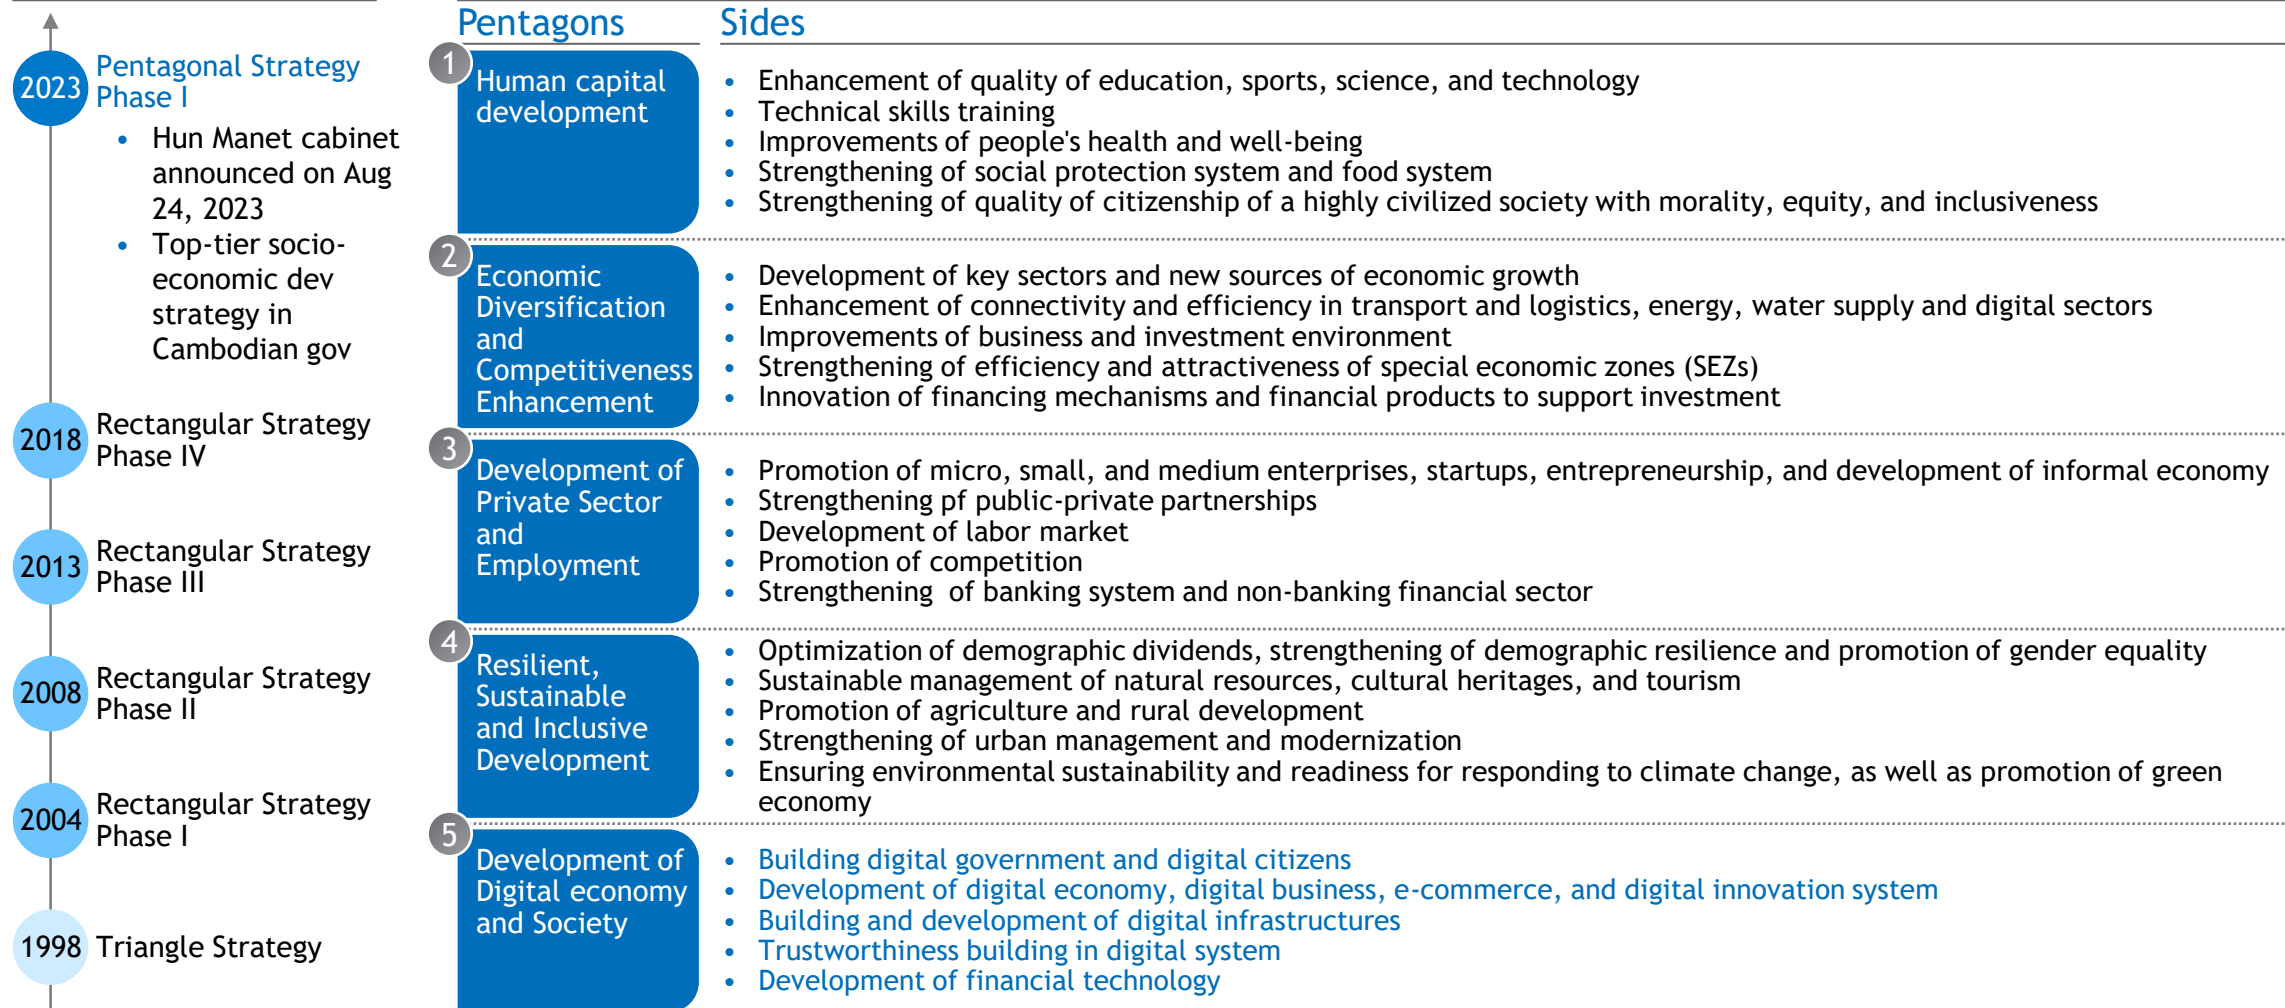 2023
Pentagonal Strategy
Phase I
• Hun Manet cabinet
announced on Aug
24, 2023
• Top-tier socio-
economic dev
strategy in
Cambodian gov
2018
Rectangular Strategy
Phase IV
2013
Rectangular Strategy
Phase III
2008
Rectangular Strategy
Phase II
2004
Rectangular Strategy
Phase I
1998
Triangle Strategy
Pentagons
Sides
1
Human capital
development
• Enhancement of quality of education, sports, science, and technology
• Technical skills training
• Improvements of people's health and well-being
• Strengthening of social protection system and food system
• Strengthening of quality of citizenship of a highly civilized society with morality, equity, and inclusiveness
2
Economic
Diversification
and
Competitiveness
Enhancement
• Development of key sectors and new sources of economic growth
• Enhancement of connectivity and efficiency in transport and logistics, energy, water supply and digital sectors
• Improvements of business and investment environment
• Strengthening of efficiency and attractiveness of special economic zones (SEZs)
• Innovation of financing mechanisms and financial products to support investment
3
Development of
Private Sector
and
Employment
• Promotion of micro, small, and medium enterprises, startups, entrepreneurship, and development of informal economy
• Strengthening pf public-private partnerships
• Development of labor market
• Promotion of competition
• Strengthening  of banking system and non-banking financial sector
4
Resilient,
Sustainable
and Inclusive
Development
• Optimization of demographic dividends, strengthening of demographic resilience and promotion of gender equality
• Sustainable management of natural resources, cultural heritages, and tourism
• Promotion of agriculture and rural development
• Strengthening of urban management and modernization
• Ensuring environmental sustainability and readiness for responding to climate change, as well as promotion of green
economy
5
Development of
Digital economy
and Society
• Building digital government and digital citizens
• Development of digital economy, digital business, e-commerce, and digital innovation system
• Building and development of digital infrastructures
• Trustworthiness building in digital system
• Development of financial technology